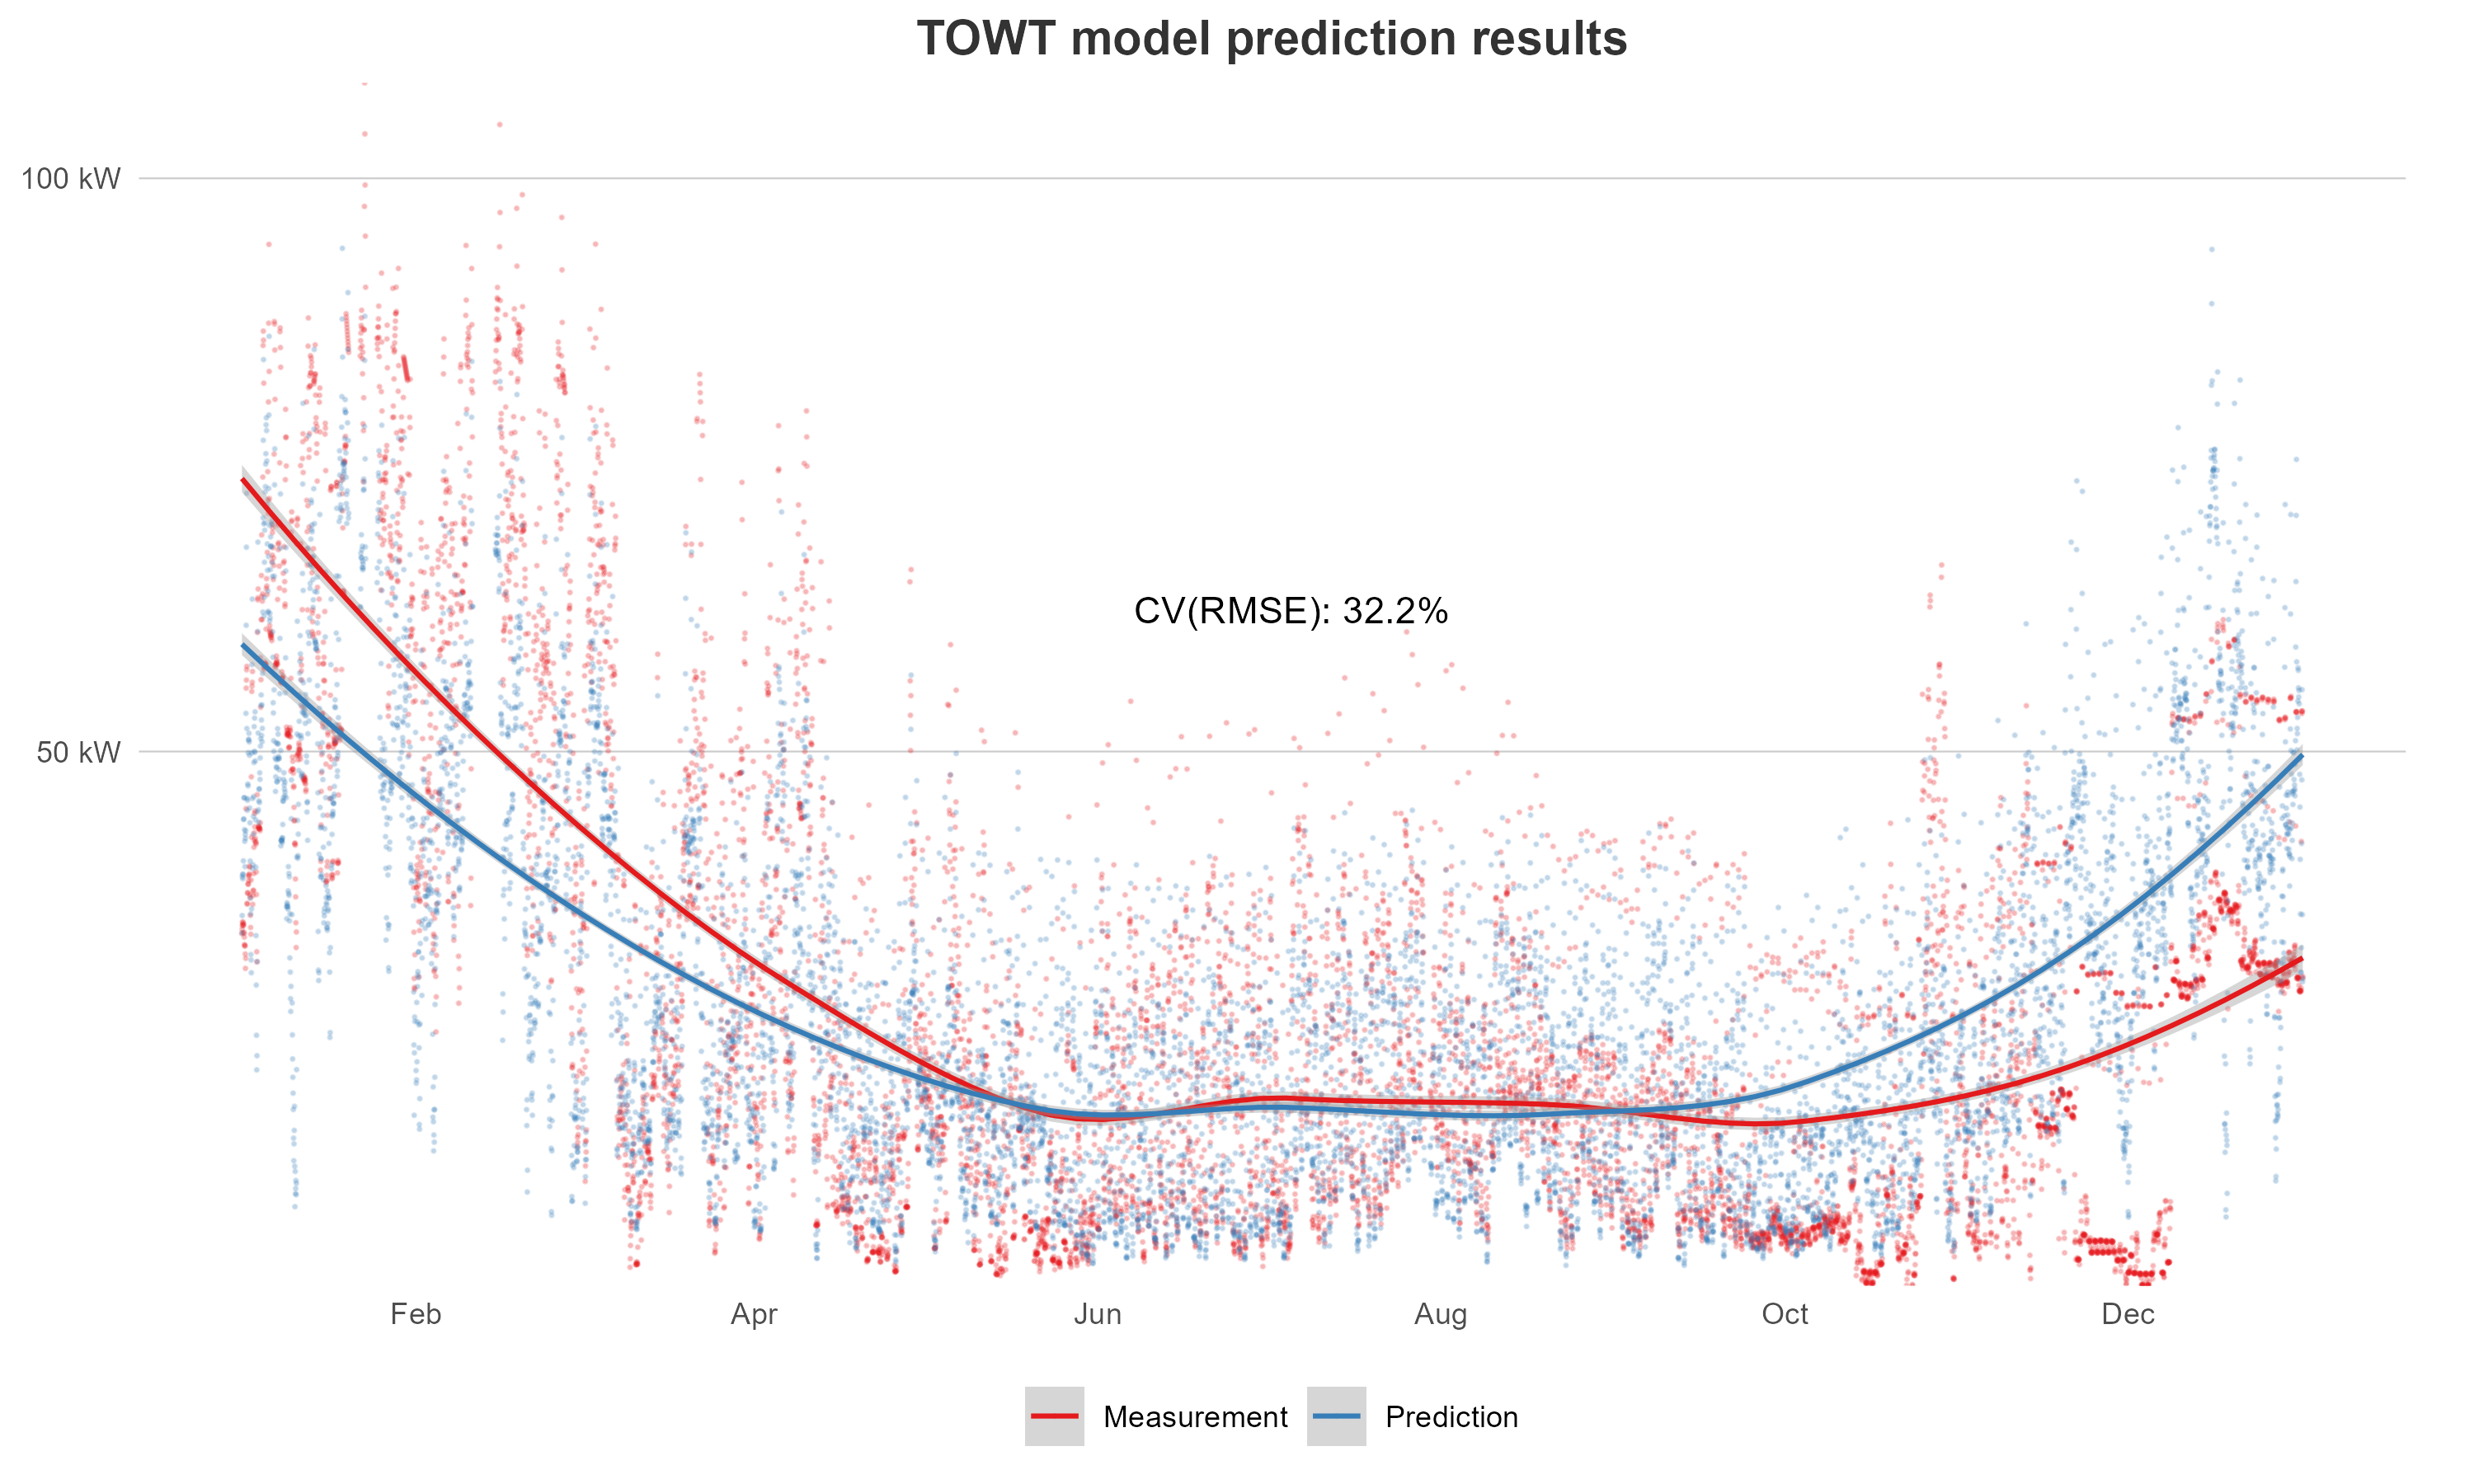 TOWT model prediction results
100 kW
CV(RMSE): 32.2%
50 kW
Feb Apr Jun Aug Oct Dec
Measurement Prediction